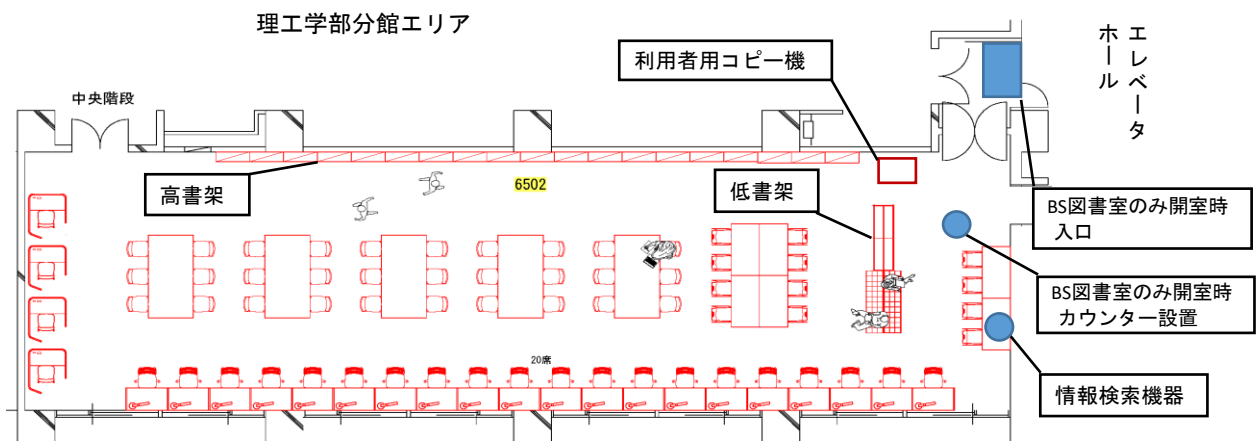 理工学部分館エリア
エレベータ
ホール
利用者用コピー機
中央階段
高書架
6502
低書架
BS図書室のみ開室時
入口
BS図書室のみ開室時
カウンター設置
20席
情報検索機器